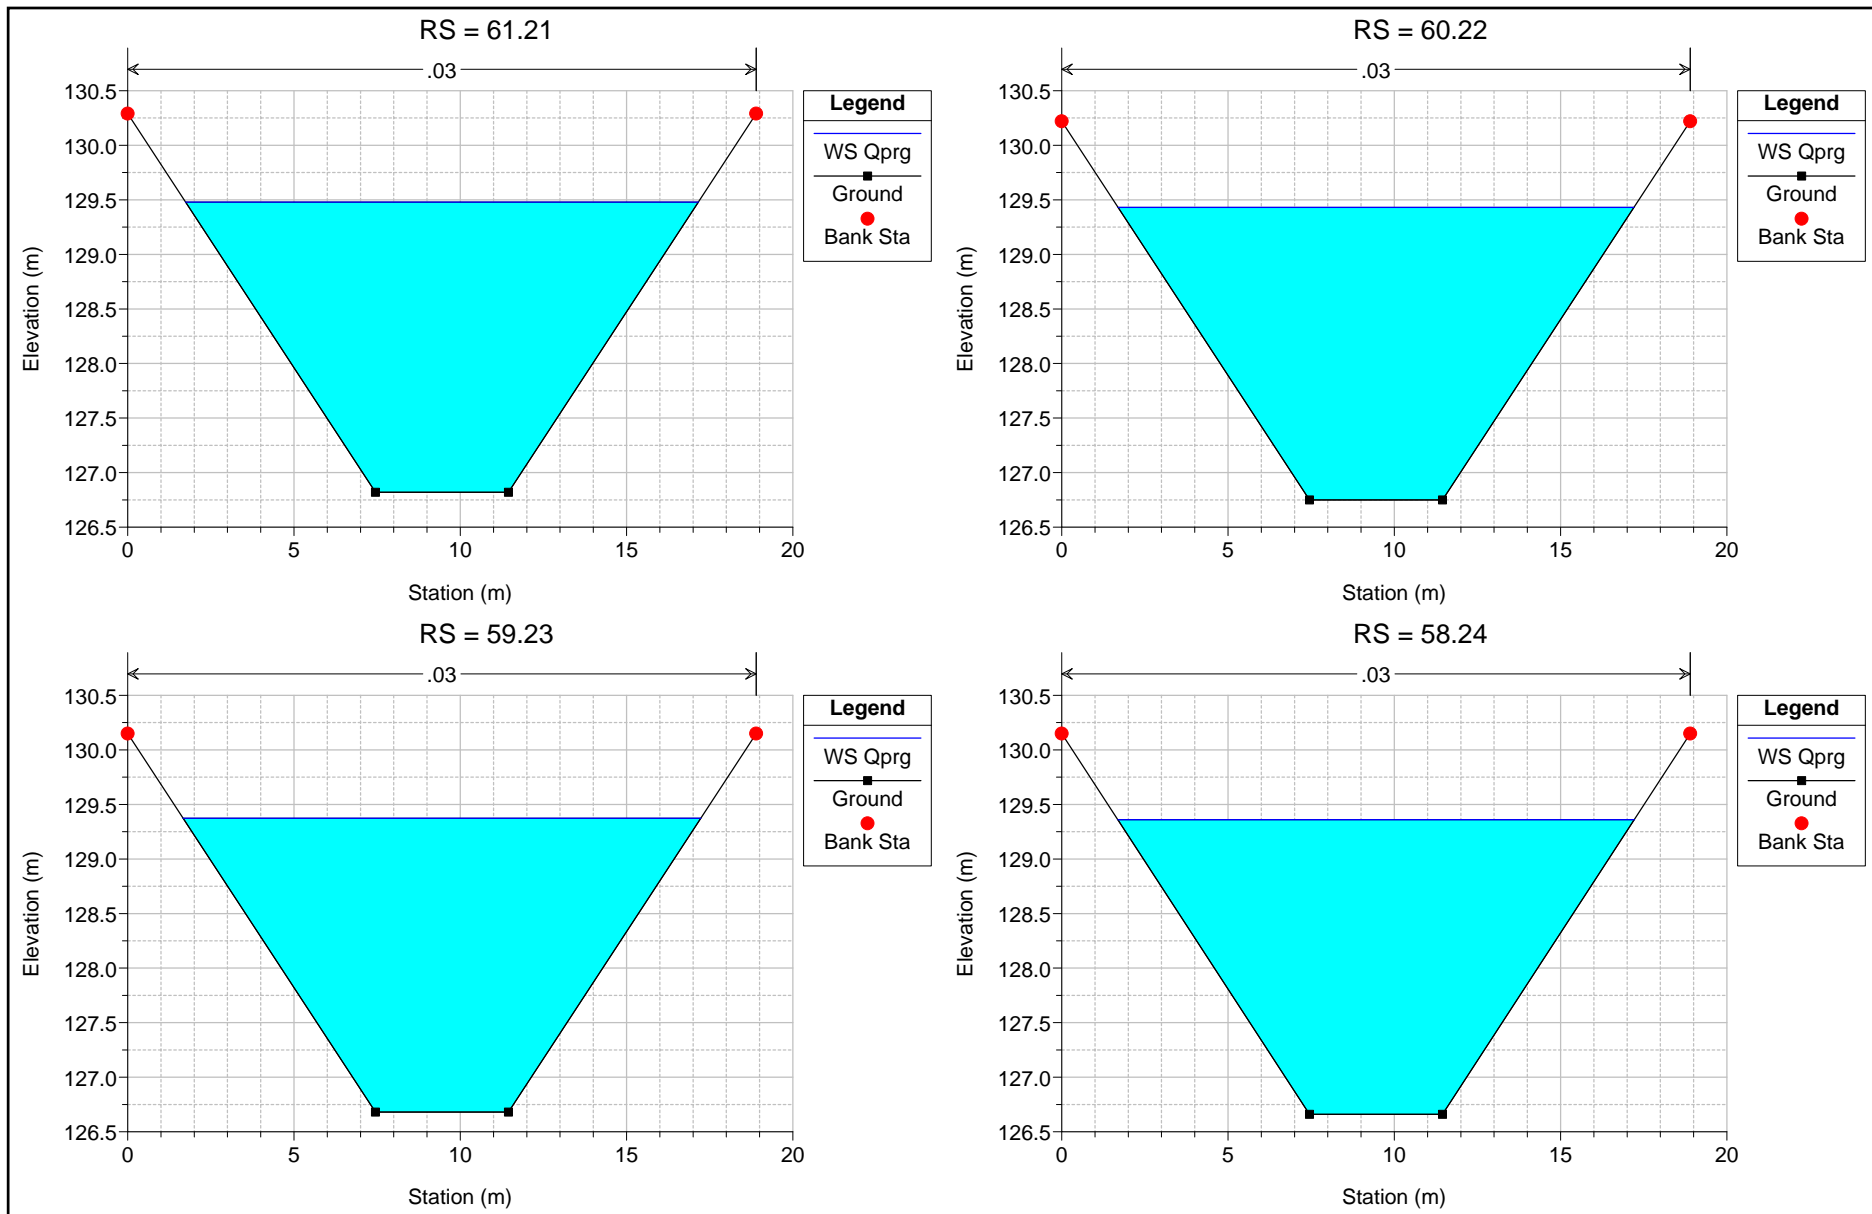 RS = 61.21
.03
130.5
130.0
129.5
129.0
128.5
128.0
127.5
127.0
126.5
0 5 10 15 20
Station (m)
Elevation (m)
Legend
WS Qprg
Ground
Bank Sta
RS = 60.22
.03
130.5
130.0
129.5
129.0
128.5
128.0
127.5
127.0
126.5
0 5 10 15 20
Station (m)
Elevation (m)
Legend
WS Qprg
Ground
Bank Sta
RS = 59.23
.03
130.5
130.0
129.5
129.0
128.5
128.0
127.5
127.0
126.5
0 5 10 15 20
Station (m)
Elevation (m)
Legend
WS Qprg
Ground
Bank Sta
RS = 58.24
.03
130.5
130.0
129.5
129.0
128.5
128.0
127.5
127.0
126.5
0 5 10 15 20
Station (m)
Elevation (m)
Legend
WS Qprg
Ground
Bank Sta